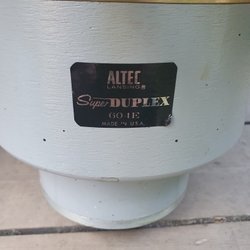 ALTEC
LANSING®
Super DUPLEX
604E
MADE IN U.S.A.